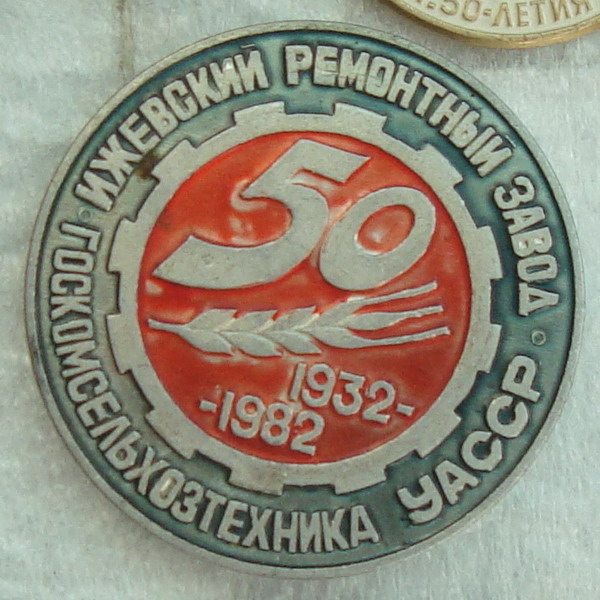 ИЖЕВСКИЙ РЕМОНТНЫЙ ЗАВОД
ГОСКОМСЕЛЬХОЗТЕХНИКА УАССР
50
1932-
-1982
50-ЛЕТИЯ